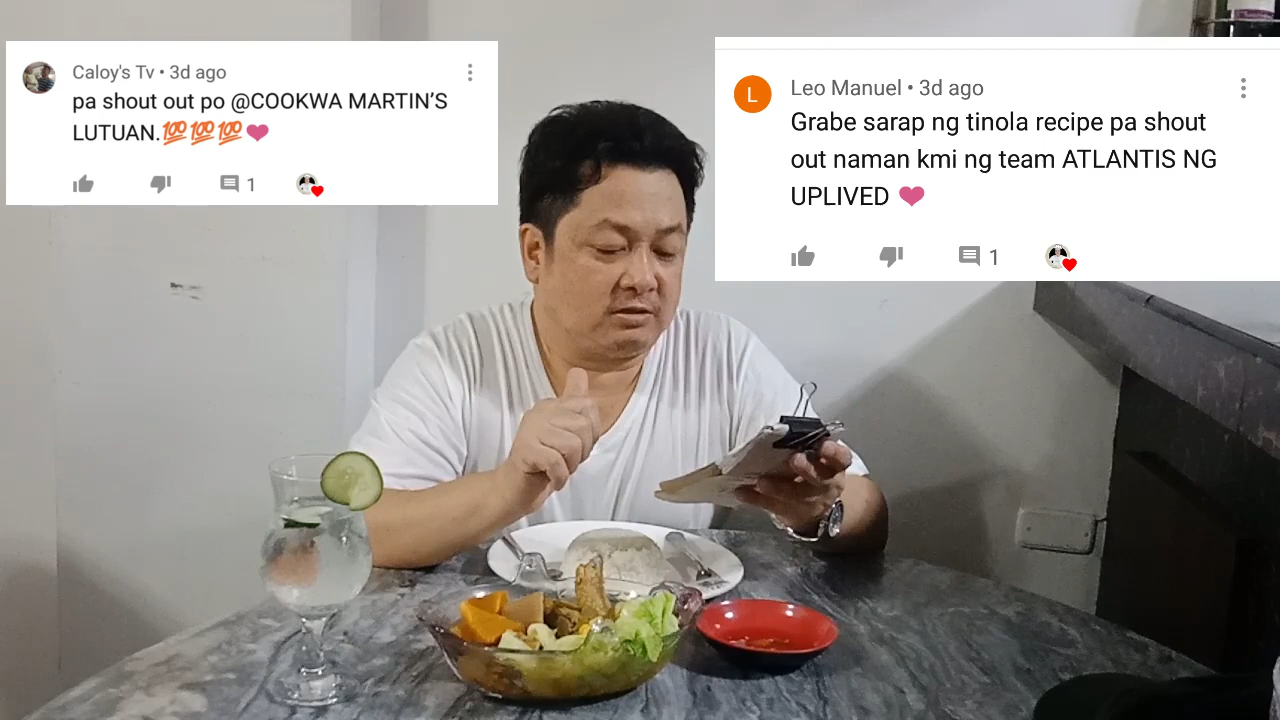 Caloy's Tv • 3d ago
pa shout out po @COOKWA MARTIN’S
LUTUAN.💯💯💯💗
1
L
Leo Manuel • 3d ago
Grabe sarap ng tinola recipe pa shout
out naman kmi ng team ATLANTIS NG
UPLIVED 💗
1